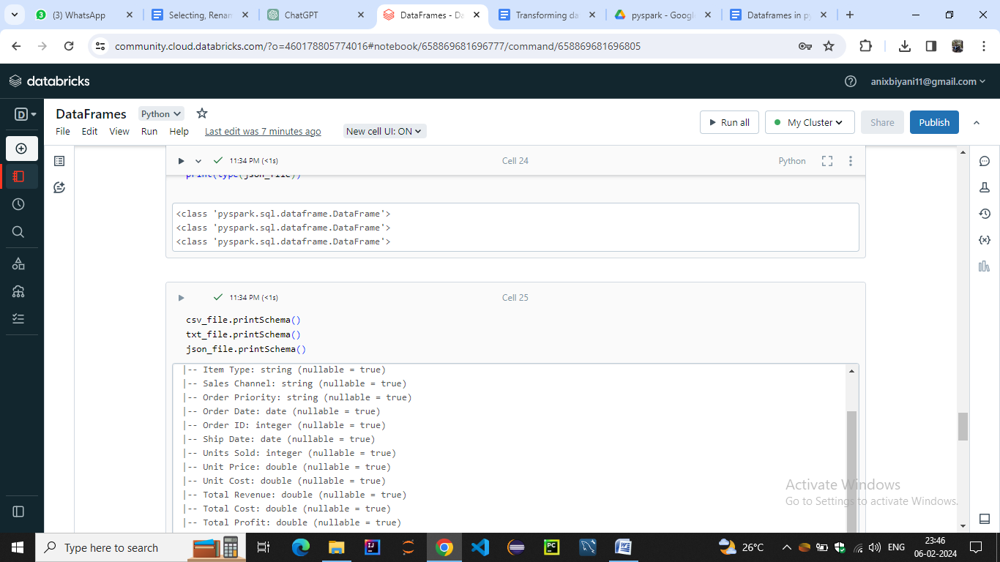 (3) WhatsApp
Selecting, Renam
ChatGPT
DataFrames - Da
Transforming da
pyspark - Googl
Dataframes in py
community.cloud.databricks.com/?o=460178805774016#notebook/658869681696777/command/658869681696805
databricks
anixbiyani11@gmail.com
DataFrames
Python
Run all
My Cluster
Share
Publish
File Edit View Run Help
Last edit was 7 minutes ago
New cell UI: ON
11:34 PM (<1s)
Cell 24
Python
print(type(json_file))
<class 'pyspark.sql.dataframe.DataFrame'>
<class 'pyspark.sql.dataframe.DataFrame'>
<class 'pyspark.sql.dataframe.DataFrame'>
11:34 PM (<1s)
Cell 25
csv_file.printSchema()
txt_file.printSchema()
json_file.printSchema()
|-- Item Type: string (nullable = true)
|-- Sales Channel: string (nullable = true)
|-- Order Priority: string (nullable = true)
|-- Order Date: date (nullable = true)
|-- Order ID: integer (nullable = true)
|-- Ship Date: date (nullable = true)
|-- Units Sold: integer (nullable = true)
|-- Unit Price: double (nullable = true)
|-- Unit Cost: double (nullable = true)
|-- Total Revenue: double (nullable = true)
|-- Total Cost: double (nullable = true)
|-- Total Profit: double (nullable = true)
Activate Windows
Go to Settings to activate Windows.
Type here to search
26°C
ENG
23:46
06-02-2024